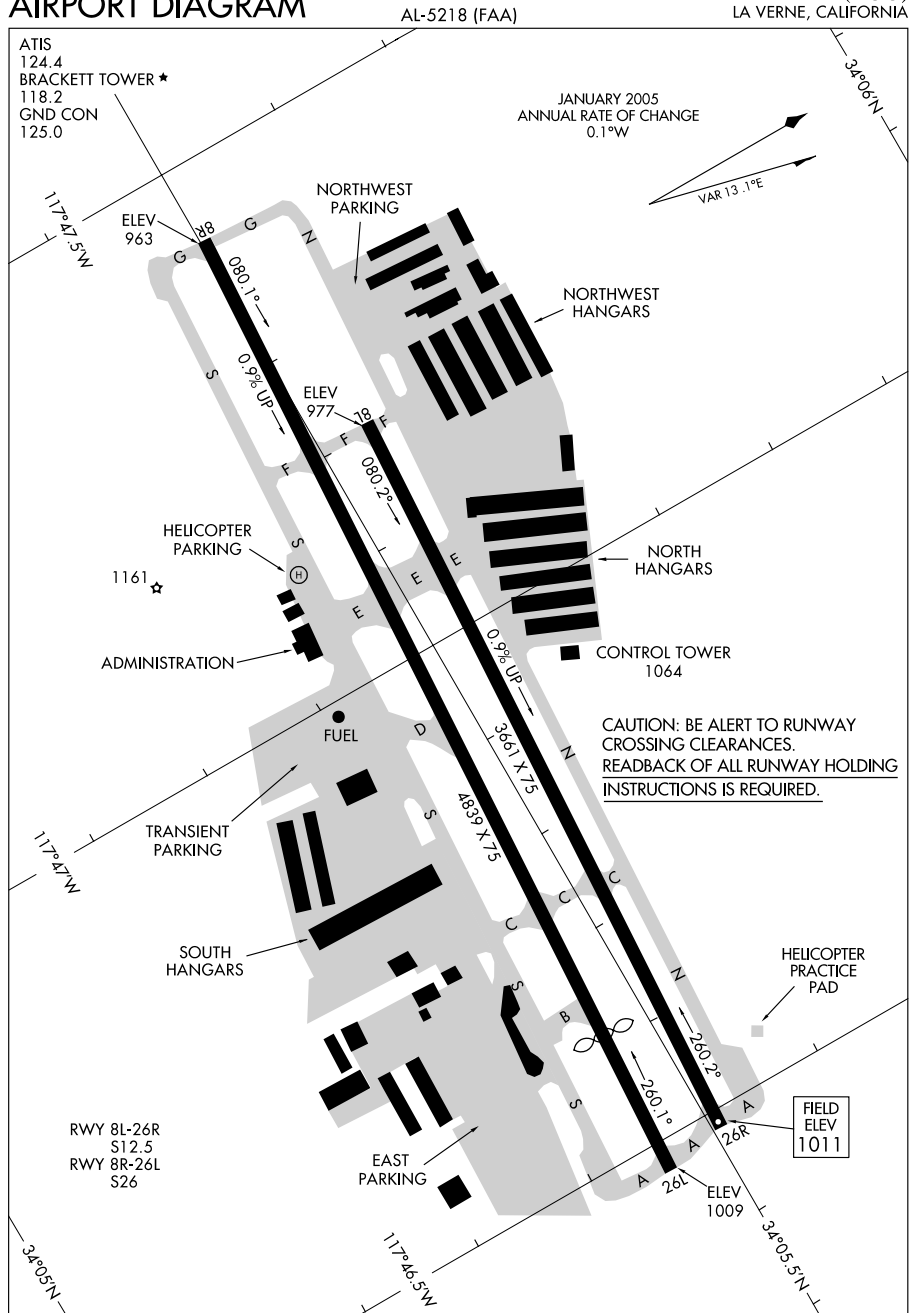 AIRPORT DIAGRAM
AL-5218 (FAA)
LA VERNE, CALIFORNIA
ATIS
124.4
BRACKETT TOWER ★
118.2
GND CON
125.0
JANUARY 2005
ANNUAL RATE OF CHANGE
0.1°W
34°06'N
VAR 13.1°E
117°47.5'W
NORTHWEST
PARKING
ELEV
963
8R
G
G
N
080.1°
NORTHWEST
HANGARS
0.9% UP
S
ELEV
977
8L
F
F
F
080.2°
HELICOPTER
PARKING
S
H
1161
E
E
E
NORTH
HANGARS
ADMINISTRATION
0.9% UP
CONTROL TOWER
1064
FUEL
D
3661 X 75
N
CAUTION: BE ALERT TO RUNWAY
CROSSING CLEARANCES.
READBACK OF ALL RUNWAY HOLDING
INSTRUCTIONS IS REQUIRED.
TRANSIENT
PARKING
S
4839 X 75
117°47'W
C
C
C
SOUTH
HANGARS
HELICOPTER
PRACTICE
PAD
N
S
B
260.2°
260.1°
S
A
A
A
FIELD
ELEV
1011
26R
26L
ELEV
1009
RWY 8L-26R
S12.5
RWY 8R-26L
S26
EAST
PARKING
34°05'N
117°46.5'W
34°05.5'N